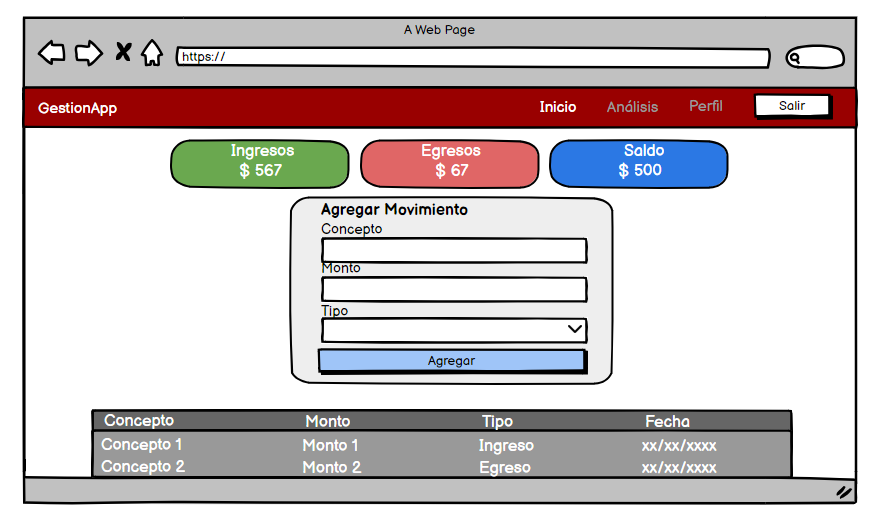 A Web Page
https://
GestionApp Inicio Análisis Perfil Salir
Ingresos Egresos Saldo
$ 567 $ 67 $ 500
Agregar Movimiento
Concepto
Monto
Tipo
Agregar
Concepto Monto Tipo Fecha
Concepto 1 Monto 1 Ingreso xx/xx/xxxx
Concepto 2 Monto 2 Egreso xx/xx/xxxx